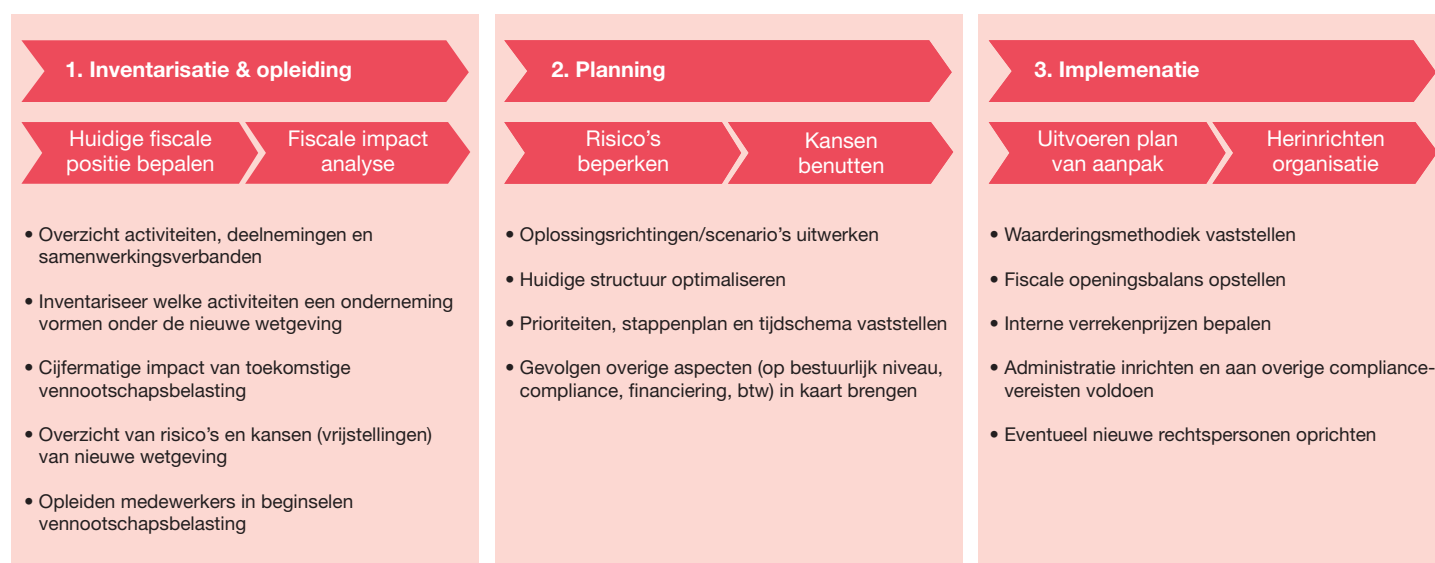 1. Inventarisatie & opleiding
Huidige fiscale
positie bepalen
Fiscale impact
analyse
• Overzicht activiteiten, deelnemingen en
samenwerkingsverbanden
• Inventariseer welke activiteiten een onderneming
vormen onder de nieuwe wetgeving
• Cijfermatige impact van toekomstige
vennootschapsbelasting
• Overzicht van risico's en kansen (vrijstellingen)
van nieuwe wetgeving
• Opleiden medewerkers in beginselen
vennootschapsbelasting
2. Planning
Risico's
beperken
Kansen
benutten
• Oplossingsrichtingen/scenario's uitwerken
• Huidige structuur optimaliseren
• Prioriteiten, stappenplan en tijdschema vaststellen
• Gevolgen overige aspecten (op bestuurlijk niveau,
compliance, financiering, btw) in kaart brengen
3. Implemenatie
Uitvoeren plan
van aanpak
Herinrichten
organisatie
• Waarderingsmethodiek vaststellen
• Fiscale openingsbalans opstellen
• Interne verrekenprijzen bepalen
• Administratie inrichten en aan overige compliance-
vereisten voldoen
• Eventueel nieuwe rechtspersonen oprichten